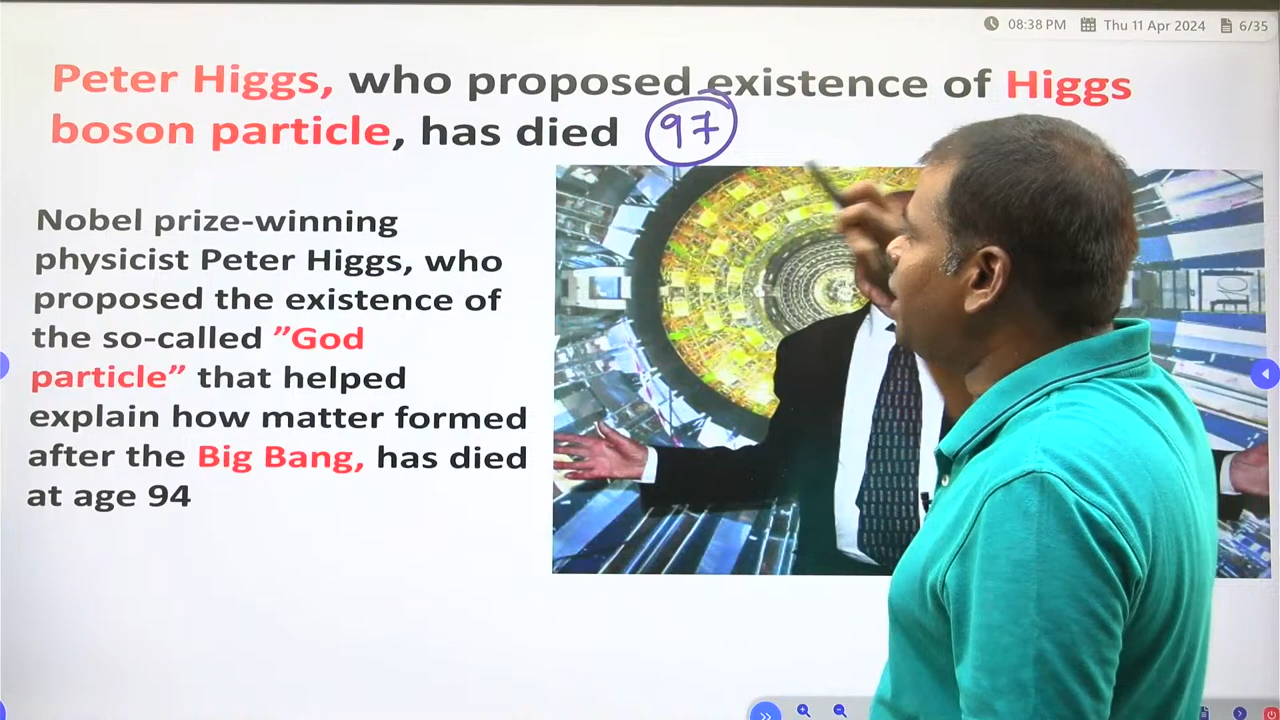 08:38 PM Thu 11 Apr 2024 6/35
Peter Higgs, who proposed existence of Higgs
boson particle, has died 97
Nobel prize-winning
physicist Peter Higgs, who
proposed the existence of
the so-called ”God
particle” that helped
explain how matter formed
after the Big Bang, has died
at age 94